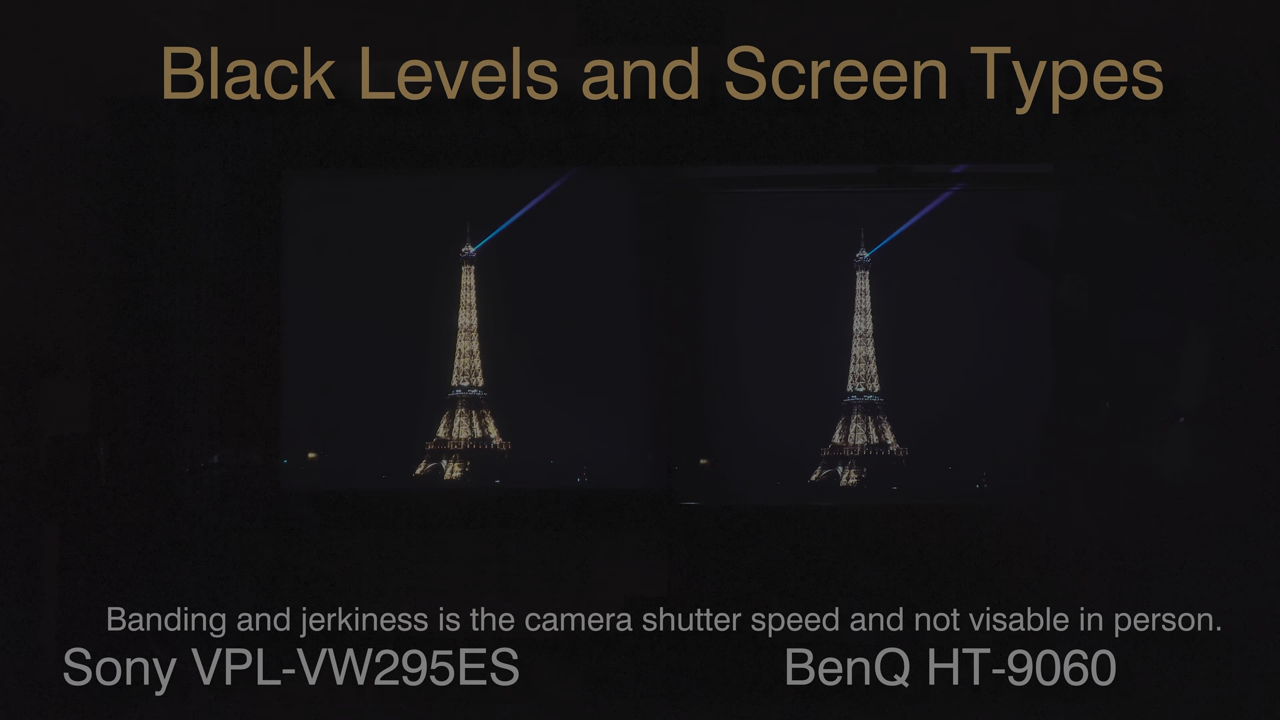 Black Levels and Screen Types
Banding and jerkiness is the camera shutter speed and not visable in person.
Sony VPL-VW295ES
BenQ HT-9060